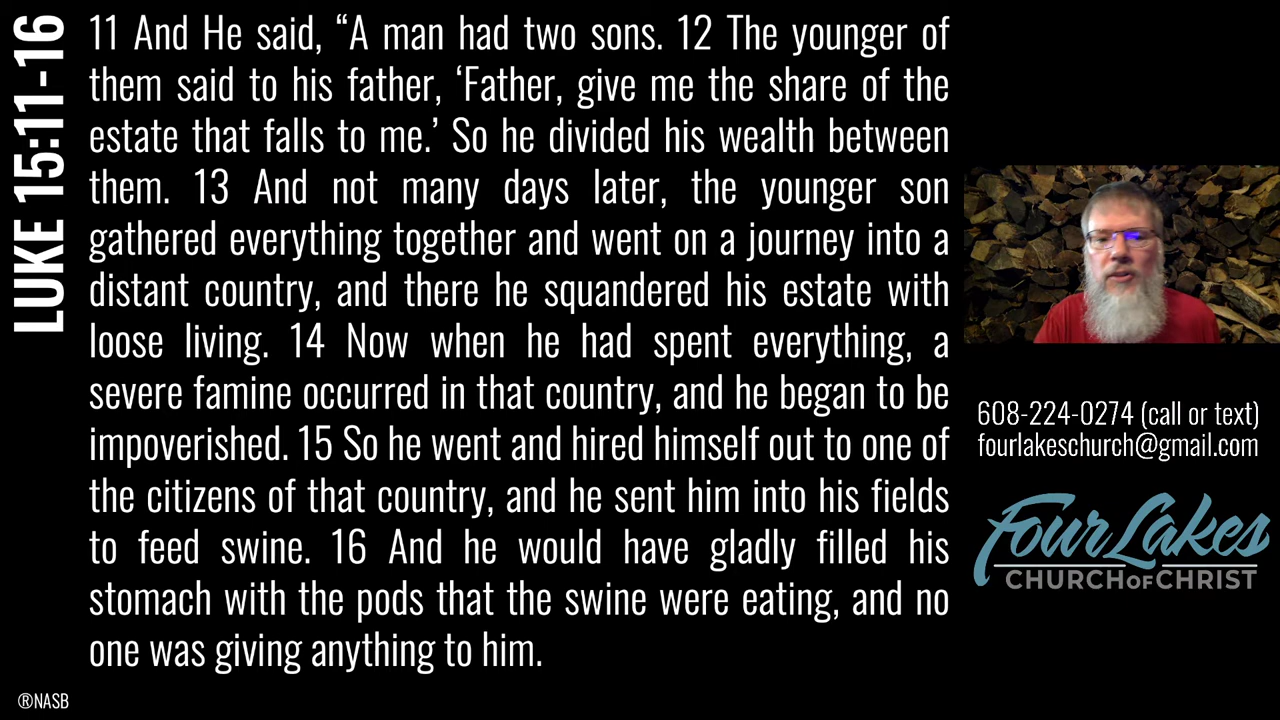 LUKE 15:11-16
11 And He said, “A man had two sons. 12 The younger of
them said to his father, ‘Father, give me the share of the
estate that falls to me.’ So he divided his wealth between
them. 13 And not many days later, the younger son
gathered everything together and went on a journey into a
distant country, and there he squandered his estate with
loose living. 14 Now when he had spent everything, a
severe famine occurred in that country, and he began to be
impoverished. 15 So he went and hired himself out to one of
the citizens of that country, and he sent him into his fields
to feed swine. 16 And he would have gladly filled his
stomach with the pods that the swine were eating, and no
one was giving anything to him.
®NASB
608-224-0274 (call or text)
fourlakeschurch@gmail.com
Four Lakes
CHURCH OF CHRIST